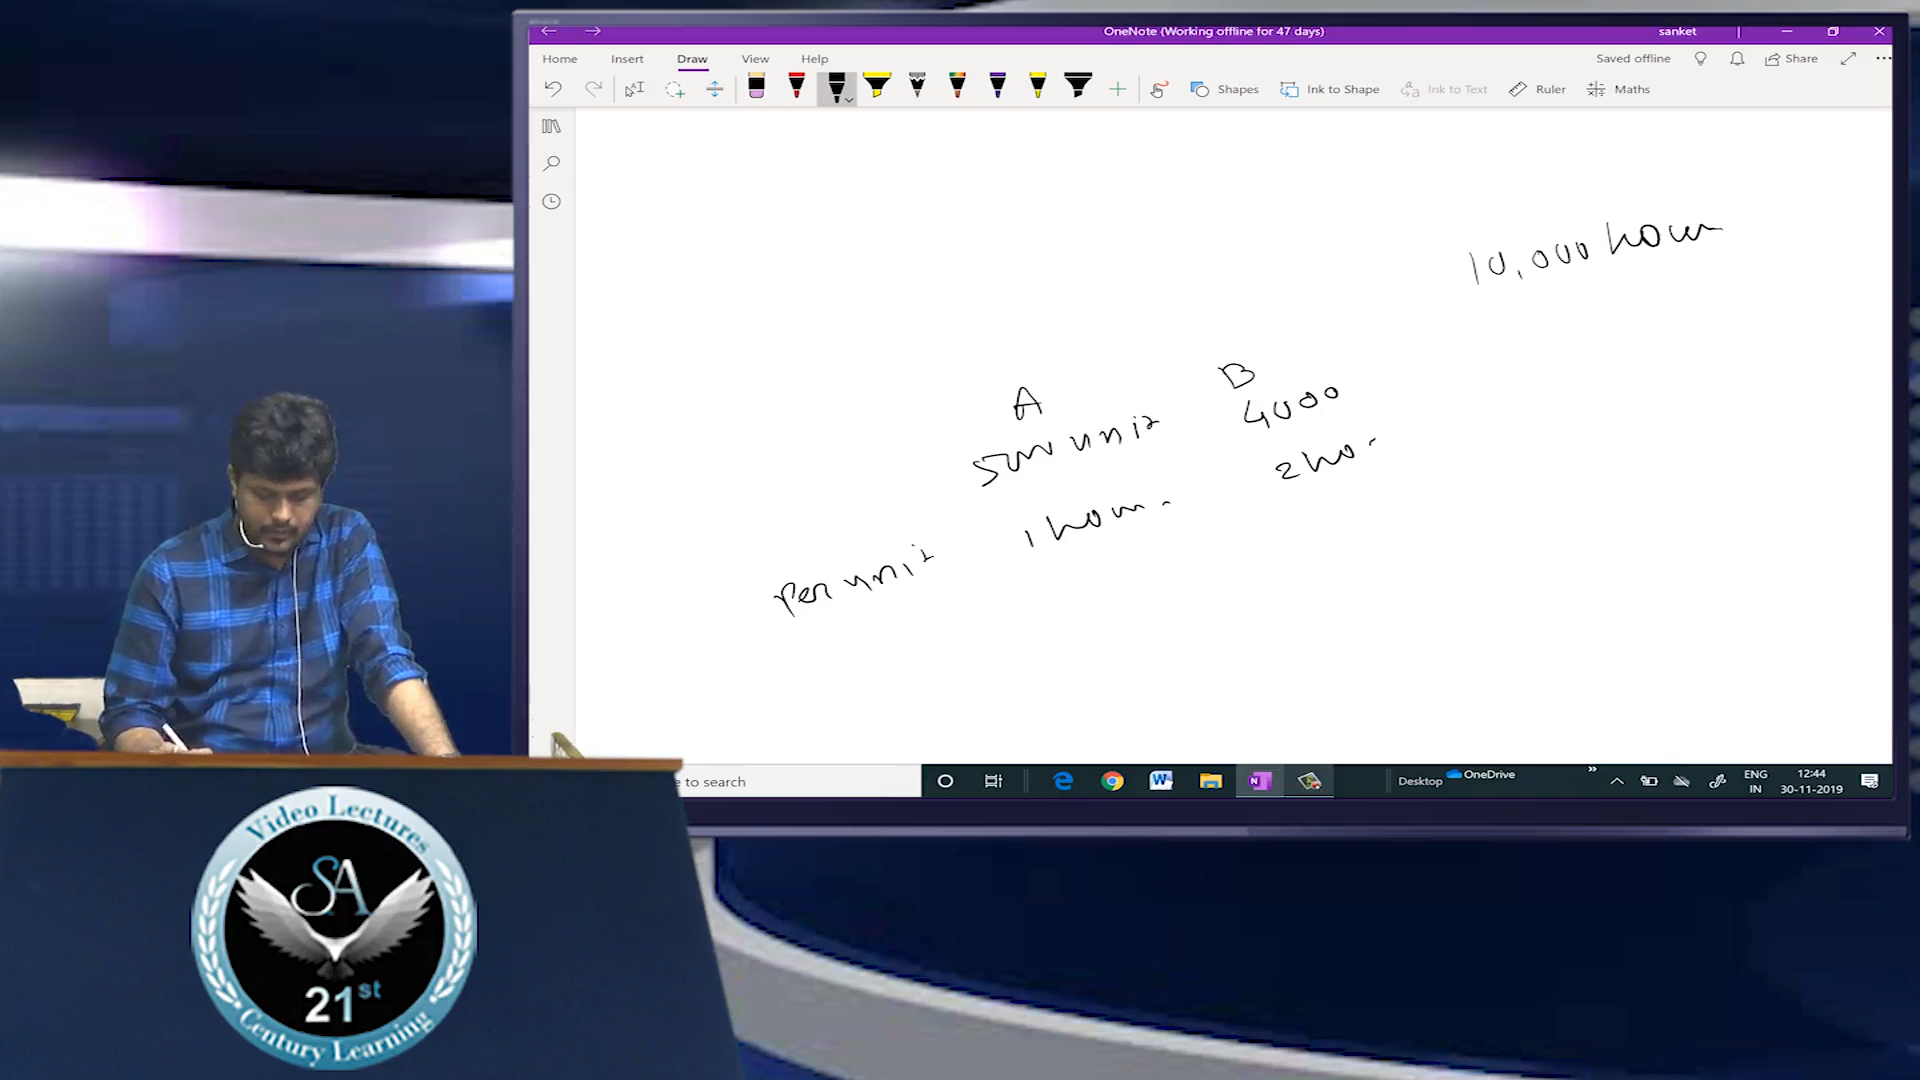 OneNote (Working offline for 47 days)
sanket
Home Insert Draw View Help
Saved offline
Share
Shapes
Ink to Shape
Ink to Text
Ruler
Maths
10,000 hour
A B
5000 unit 4000
per unit 1 hour. 2 ho.
e to search
Desktop
OneDrive
ENG
IN
12:44
30-11-2019
Video Lectures
SA
21st
Century Learning